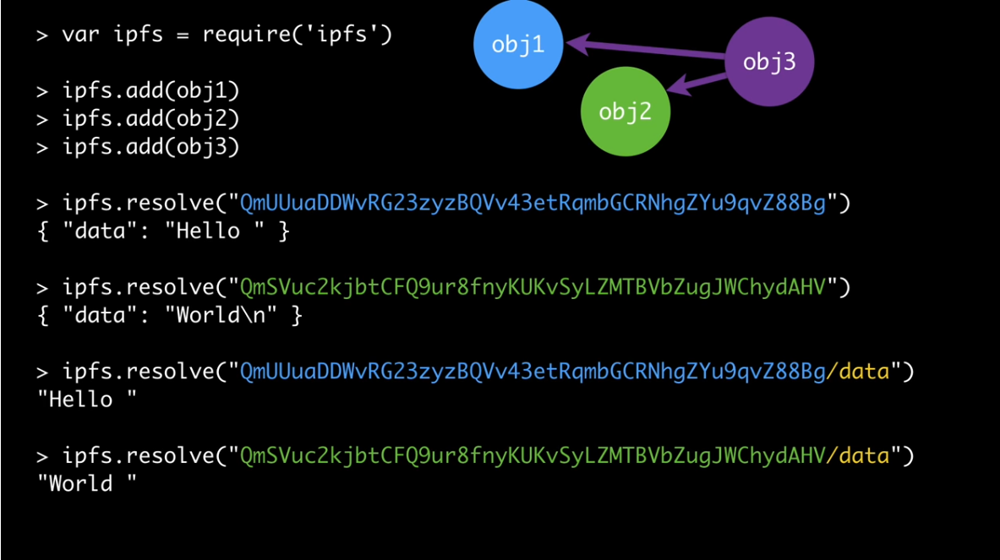 > var ipfs = require('ipfs')
obj1
obj3
obj2
> ipfs.add(obj1)
> ipfs.add(obj2)
> ipfs.add(obj3)
> ipfs.resolve("QmUUuaDDWvRG23zyzBQVv43etRqmbGCRNhgZYu9qvZ88Bg")
{ "data": "Hello " }
> ipfs.resolve("QmSVuc2kjbtCFQ9ur8fnyKUKvSyLZMTBVbZugJWChydAHV")
{ "data": "World\n" }
> ipfs.resolve("QmUUuaDDWvRG23zyzBQVv43etRqmbGCRNhgZYu9qvZ88Bg/data")
"Hello "
> ipfs.resolve("QmSVuc2kjbtCFQ9ur8fnyKUKvSyLZMTBVbZugJWChydAHV/data")
"World "